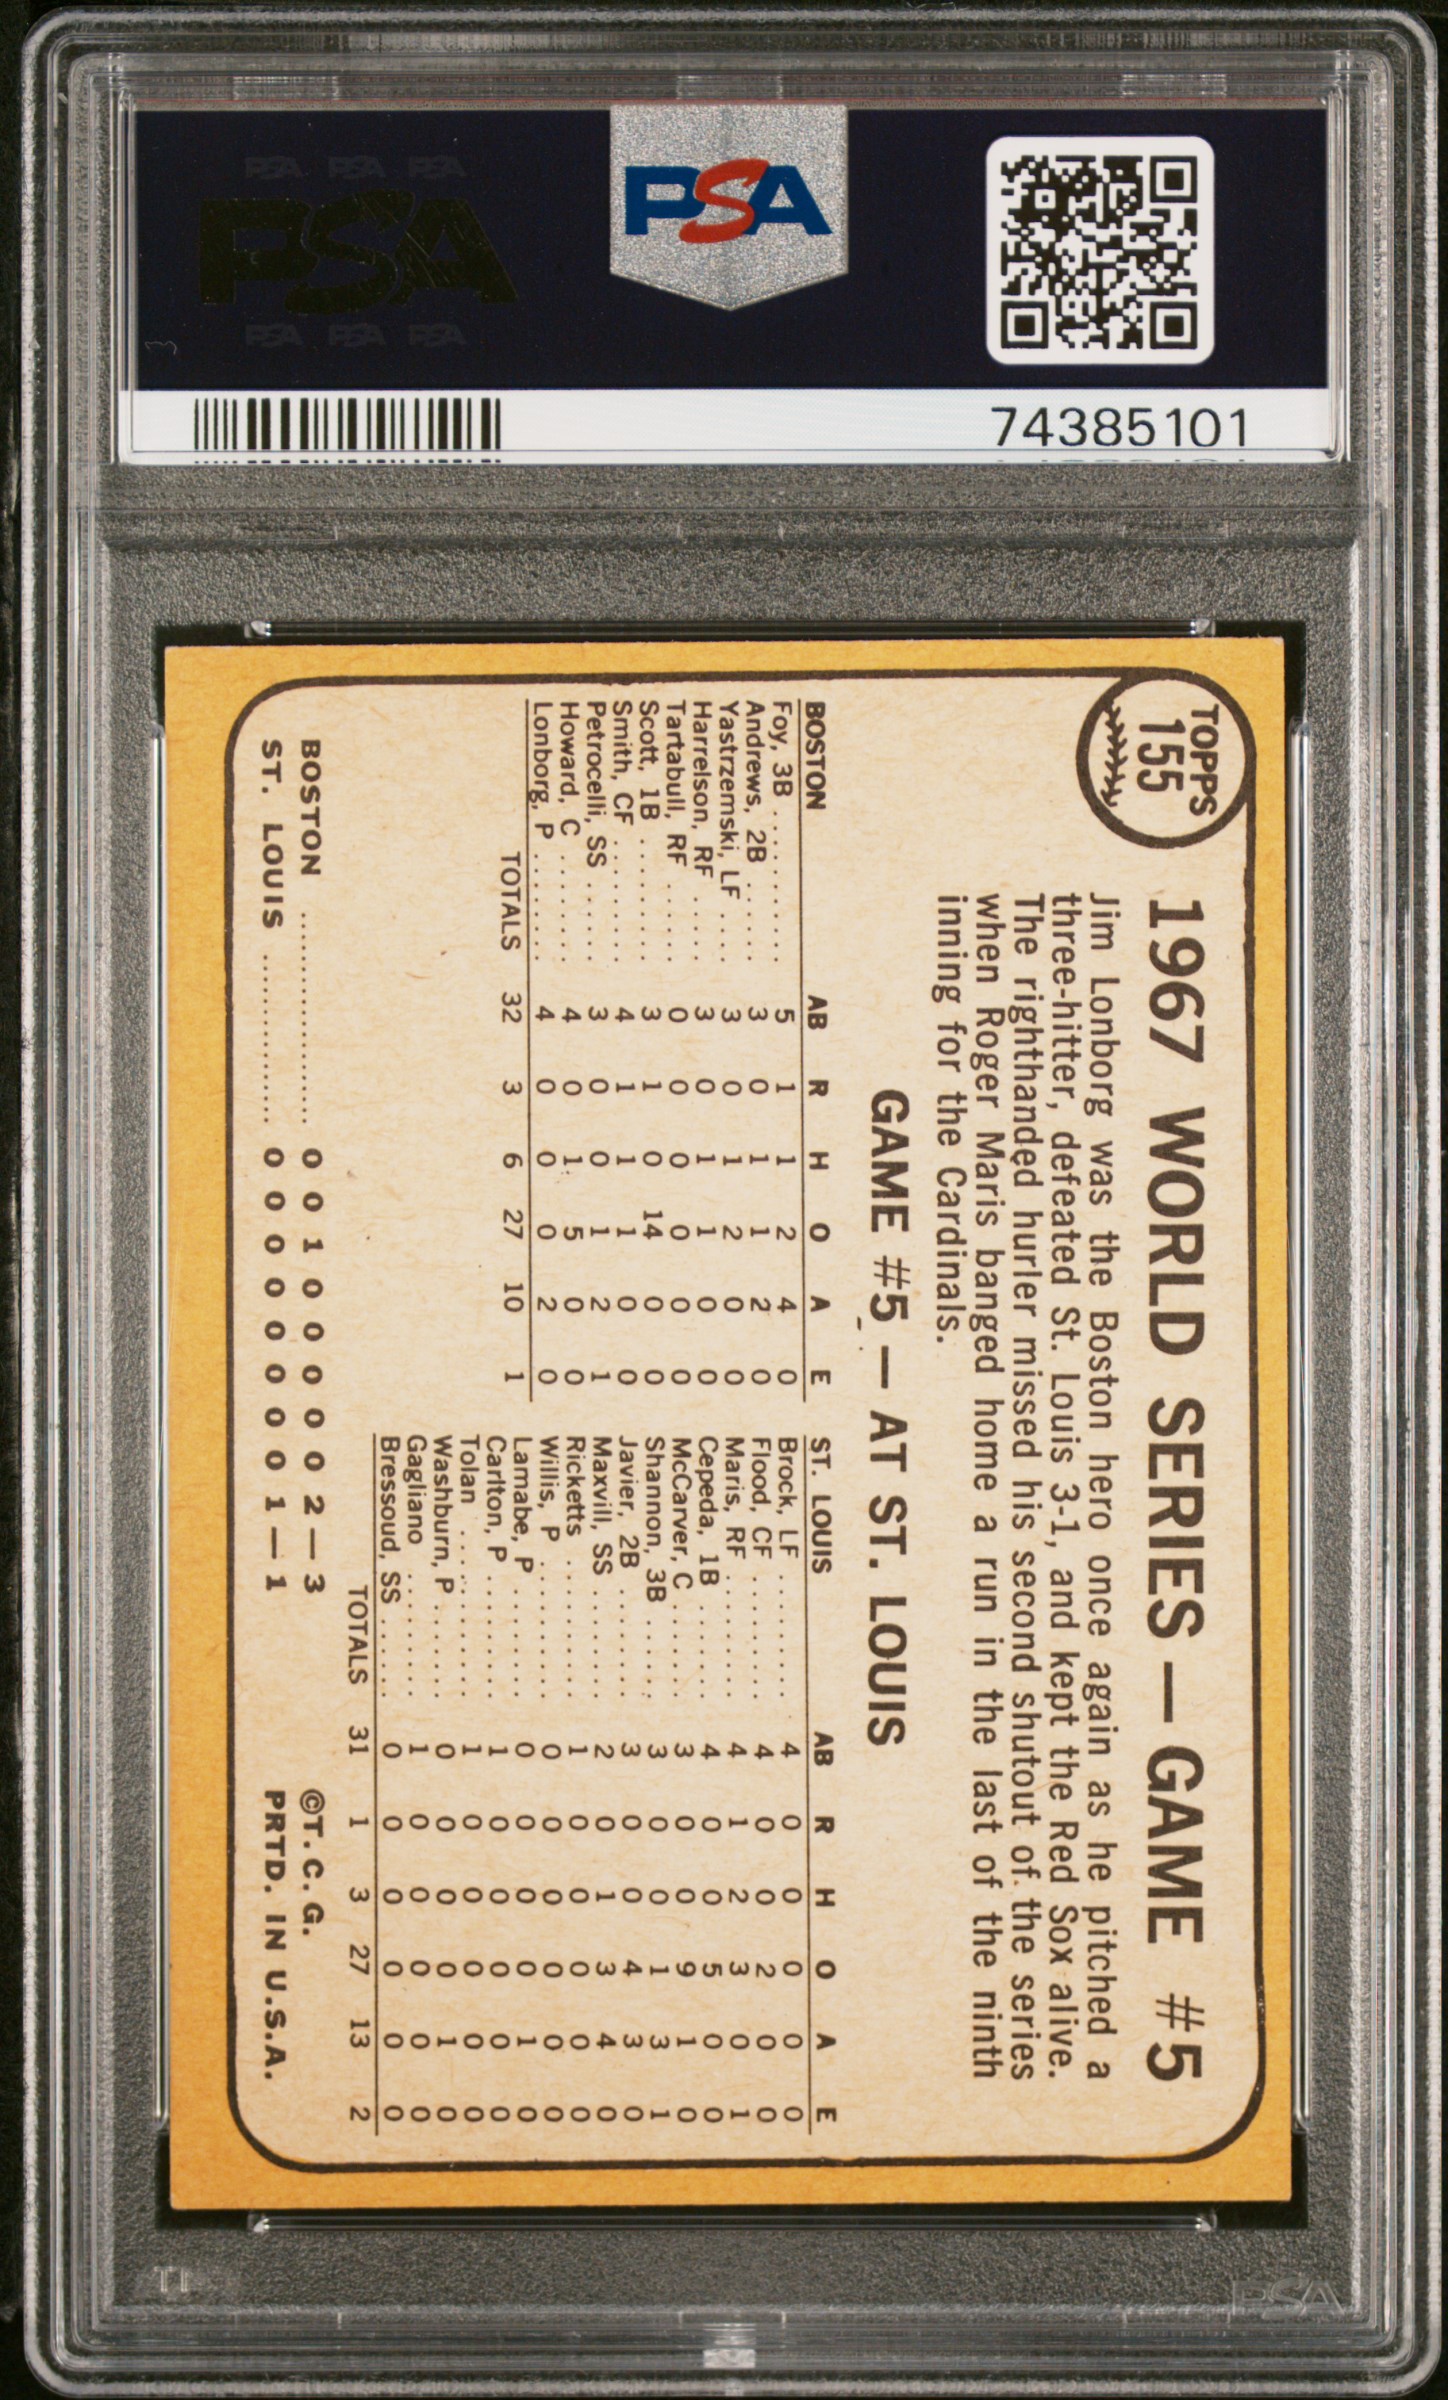 PSA PSA PSA
PSA
PSA PSA PSA
PSA
74385101
TOPPS
155
1967 WORLD SERIES — GAME #5
Jim Lonborg was the Boston hero once again as he pitched a
three-hitter, defeated St. Louis 3-1, and kept the Red Sox alive.
The righthanded hurler missed his second shutout of the series
when Roger Maris banged home a run in the last of the ninth
inning for the Cardinals.
GAME #5 — AT ST. LOUIS
BOSTON AB R H O A E
Foy, 3B .......... 5 1 1 2 4 0
Andrews, 2B ...... 3 0 1 1 2 0
Yastrzemski, LF .... 3 0 1 2 0 0
Harrelson, RF ..... 3 0 1 1 0 0
Tartabull, RF ...... 0 0 0 0 0 0
Scott, 1B ......... 3 1 0 14 0 0
Smith, CF ......... 4 1 1 1 0 0
Petrocelli, SS ...... 3 0 0 1 2 1
Howard, C ........ 4 0 1 5 0 0
Lonborg, P ........ 4 0 0 0 2 0
TOTALS 32 3 6 27 10 1
ST. LOUIS AB R H O A E
Brock, LF ......... 4 0 0 0 0 0
Flood, CF ......... 4 0 0 2 0 0
Maris, RF ......... 4 1 2 3 0 1
Cepeda, 1B ........ 4 0 0 5 0 0
McCarver, C ....... 3 0 0 9 1 0
Shannon, 3B ...... 3 0 0 1 3 1
Javier, 2B ......... 3 0 0 4 3 0
Maxvill, SS ........ 2 0 1 3 4 0
Ricketts .......... 1 0 0 0 0 0
Willis, P .......... 0 0 0 0 0 0
Lamabe, P ........ 0 0 0 0 1 0
Carlton, P ......... 1 0 0 0 0 0
Tolan ............ 1 0 0 0 0 0
Washburn, P ....... 0 0 0 0 1 0
Gagliano .......... 1 0 0 0 0 0
Bressoud, SS ...... 0 0 0 0 0 0
TOTALS 31 1 3 27 13 2
BOSTON .................... 0 0 1 0 0 0 0 0 2 — 3
ST. LOUIS ................ 0 0 0 0 0 0 0 0 1 — 1
©T.C.G.
PRTD. IN U.S.A.
PSA